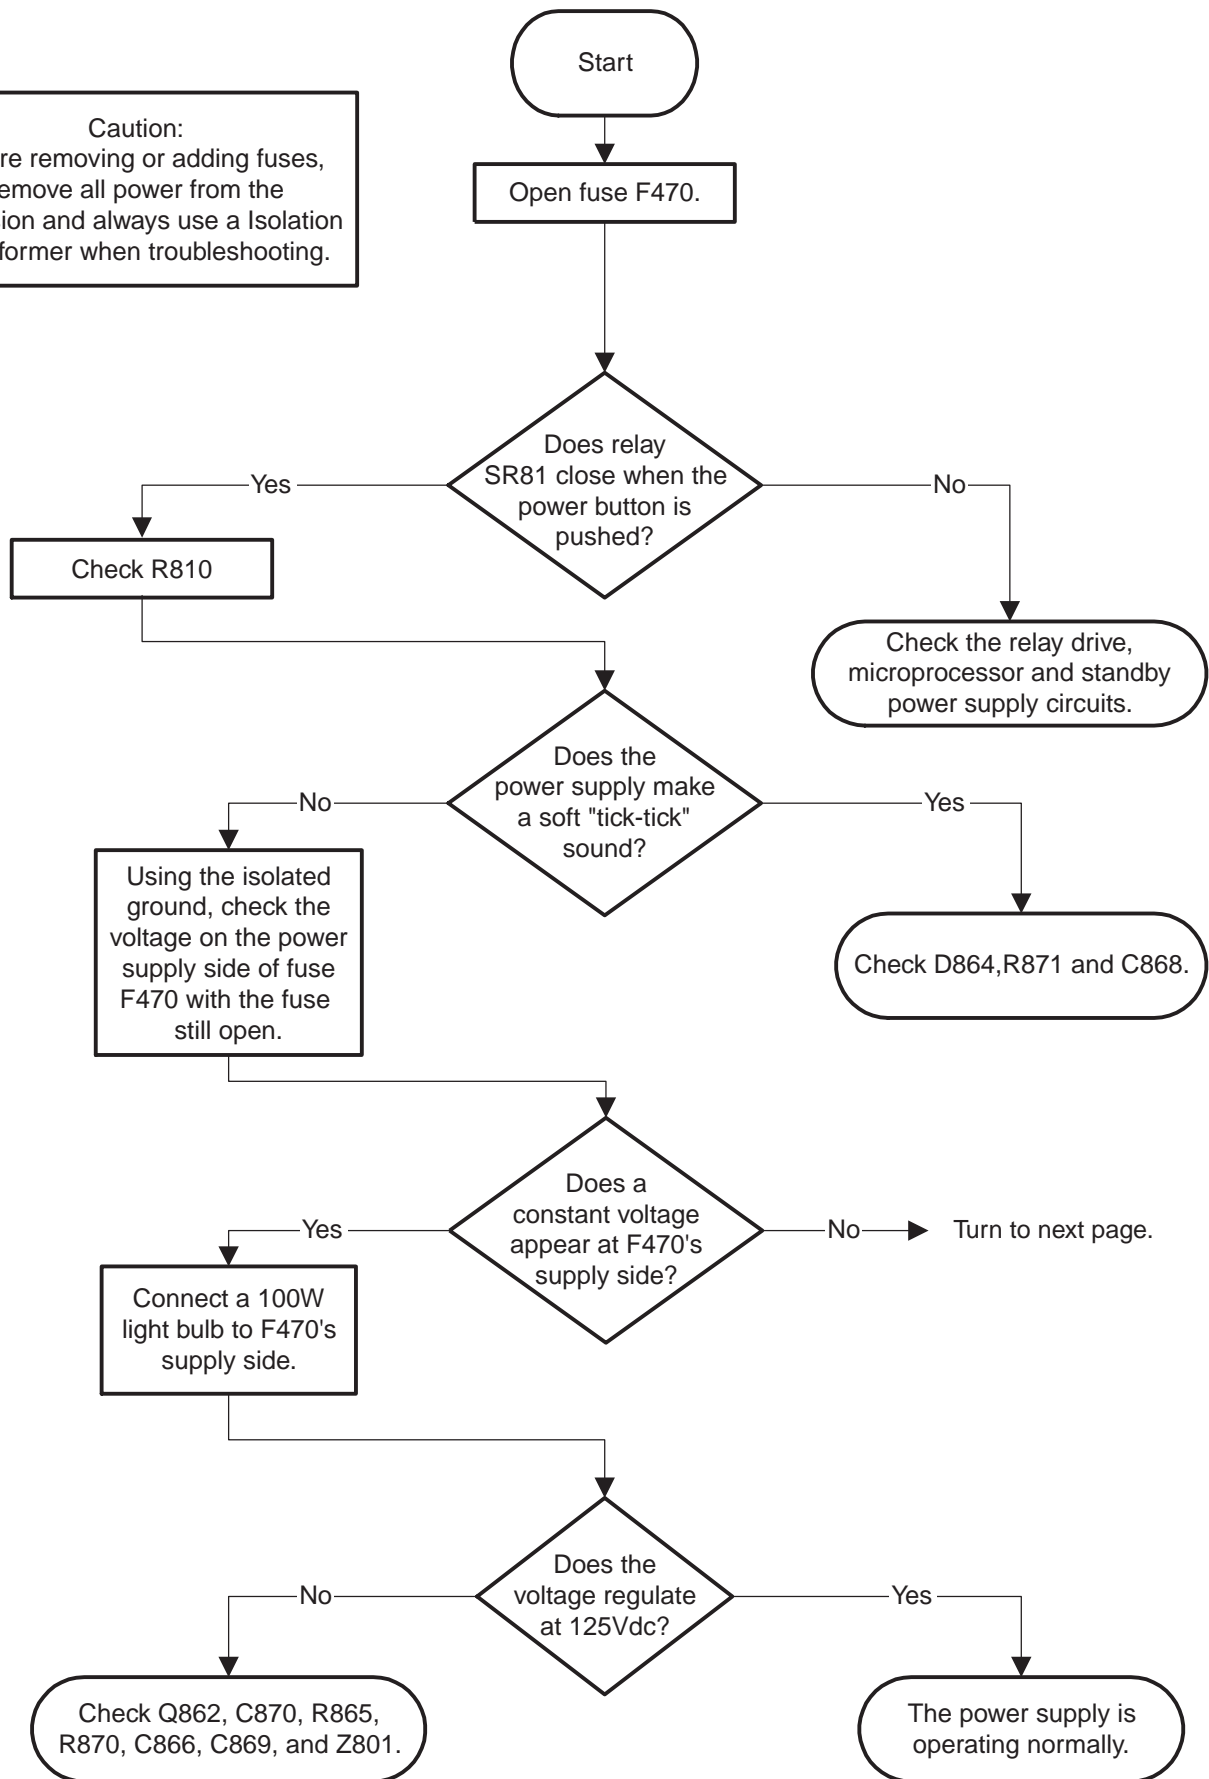 Start
Caution:
re removing or adding fuses,
emove all power from the
sion and always use a Isolation
former when troubleshooting.
Open fuse F470.
Does relay
SR81 close when the
power button is
pushed?
Yes
No
Check R810
Check the relay drive,
microprocessor and standby
power supply circuits.
Does the
power supply make
a soft "tick-tick"
sound?
No
Yes
Using the isolated
ground, check the
voltage on the power
supply side of fuse
F470 with the fuse
still open.
Check D864,R871 and C868.
Does a
constant voltage
appear at F470's
supply side?
Yes
No
Turn to next page.
Connect a 100W
light bulb to F470's
supply side.
Does the
voltage regulate
at 125Vdc?
No
Yes
Check Q862, C870, R865,
R870, C866, C869, and Z801.
The power supply is
operating normally.